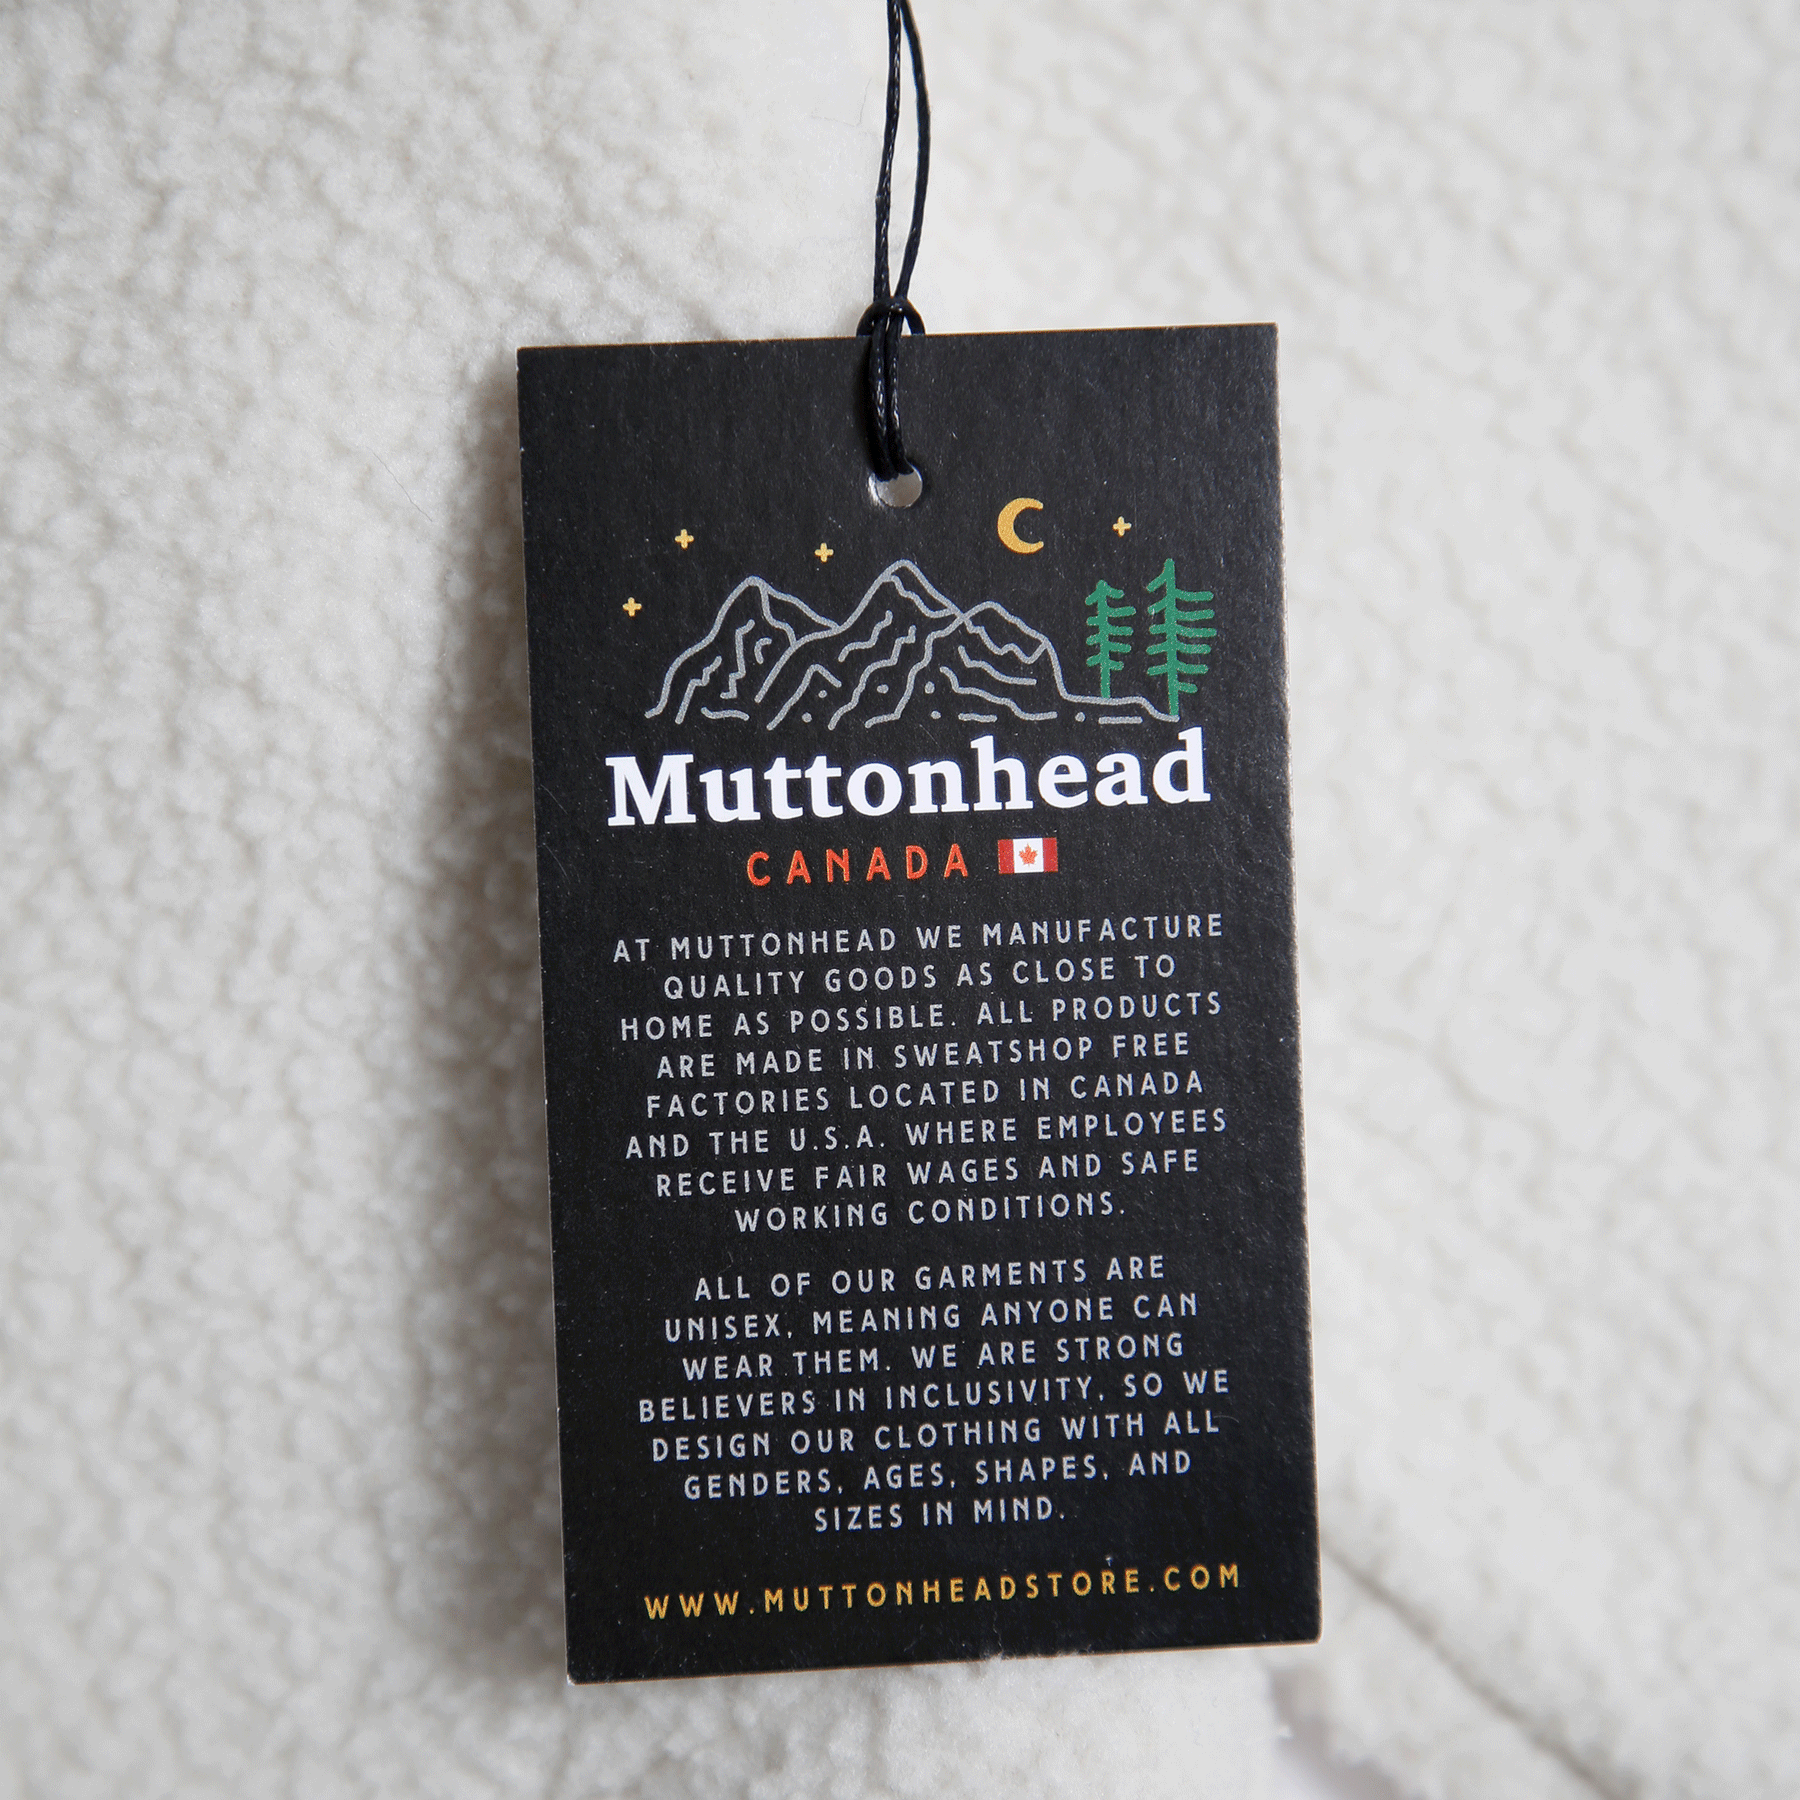 Muttonhead
CANADA
AT MUTTONHEAD WE MANUFACTURE
QUALITY GOODS AS CLOSE TO
HOME AS POSSIBLE. ALL PRODUCTS
ARE MADE IN SWEATSHOP FREE
FACTORIES LOCATED IN CANADA
AND THE U.S.A. WHERE EMPLOYEES
RECEIVE FAIR WAGES AND SAFE
WORKING CONDITIONS.
ALL OF OUR GARMENTS ARE
UNISEX, MEANING ANYONE CAN
WEAR THEM. WE ARE STRONG
BELIEVERS IN INCLUSIVITY, SO WE
DESIGN OUR CLOTHING WITH ALL
GENDERS, AGES, SHAPES, AND
SIZES IN MIND.
WWW.MUTTONHEADSTORE.COM